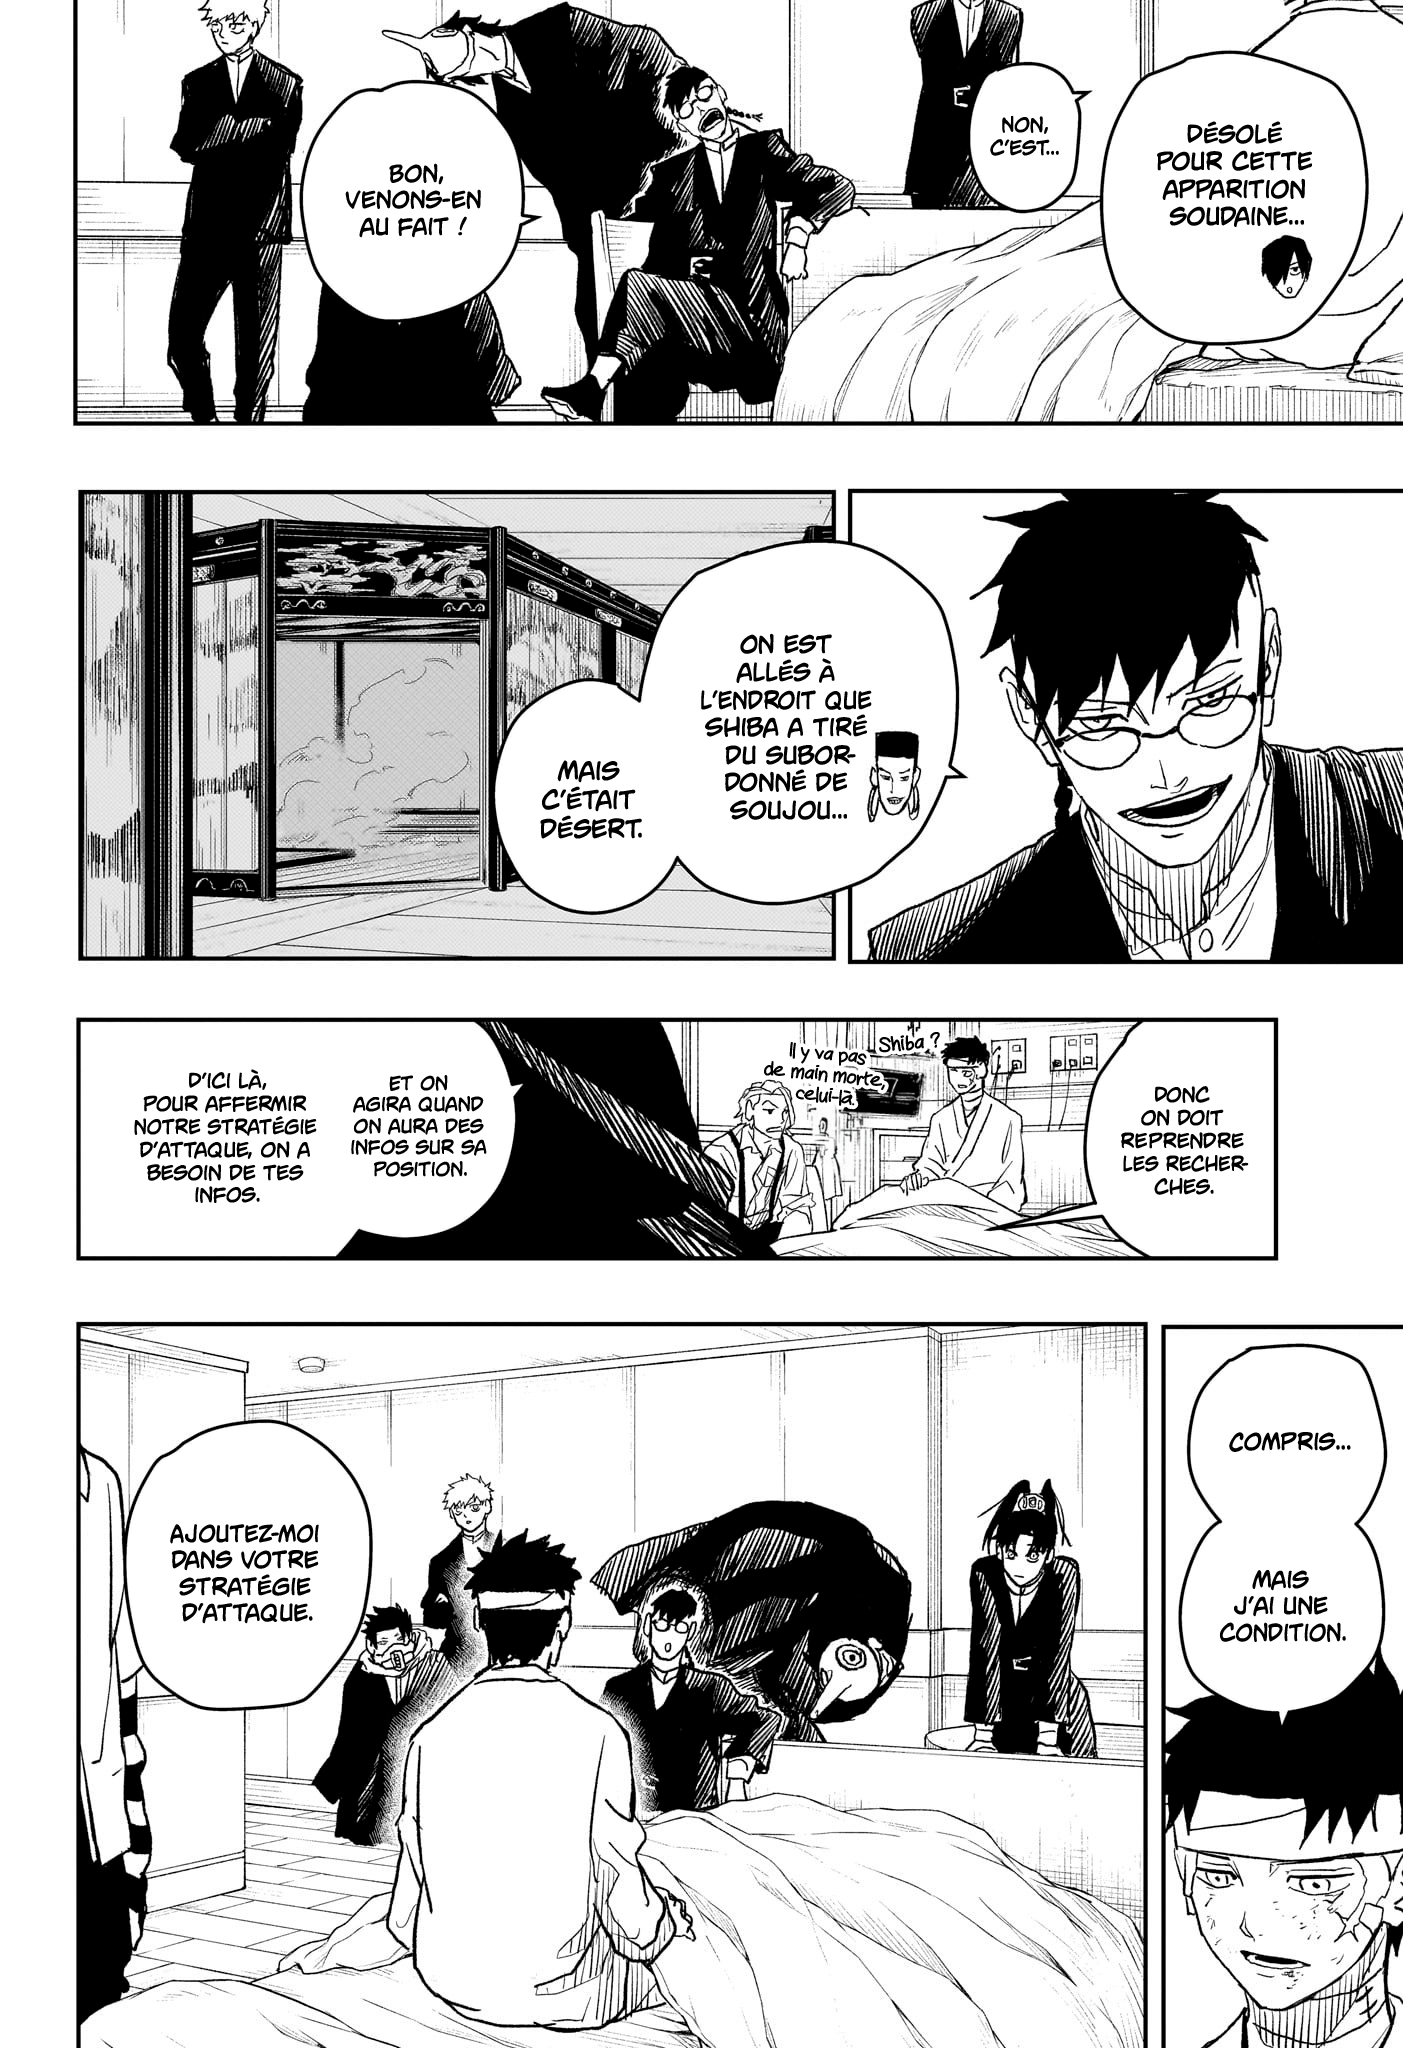 DÉSOLÉ
POUR CETTE
APPARITION
SOUDAINE...
NON,
C'EST...
BON,
VENONS-EN
AU FAIT !
ON EST
ALLÉS À
L'ENDROIT QUE
SHIBA A TIRÉ
DU SUBOR-
DONNÉ DE
SOUJOU...
MAIS
C'ÉTAIT
DÉSERT.
DONC
ON DOIT
REPRENDRE
LES RECHER-
CHES.
Shiba ?
Il y va pas
de main morte,
celui-là.
ET ON
AGIRA QUAND
ON AURA DES
INFOS SUR SA
POSITION.
D'ICI LÀ,
POUR AFFERMIR
NOTRE STRATÉGIE
D'ATTAQUE, ON A
BESOIN DE TES
INFOS.
COMPRIS...
MAIS
J'AI UNE
CONDITION.
AJOUTEZ-MOI
DANS VOTRE
STRATÉGIE
D'ATTAQUE.